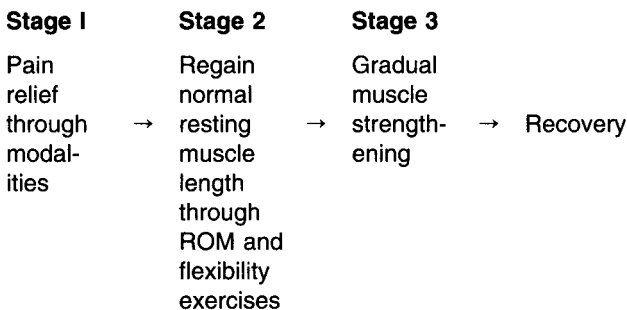 Stage I
Pain
relief
through
modal-
ities
→
Stage 2
Regain
normal
resting
muscle
length
through
ROM and
flexibility
exercises
→
Stage 3
Gradual
muscle
strength-
ening
→
Recovery